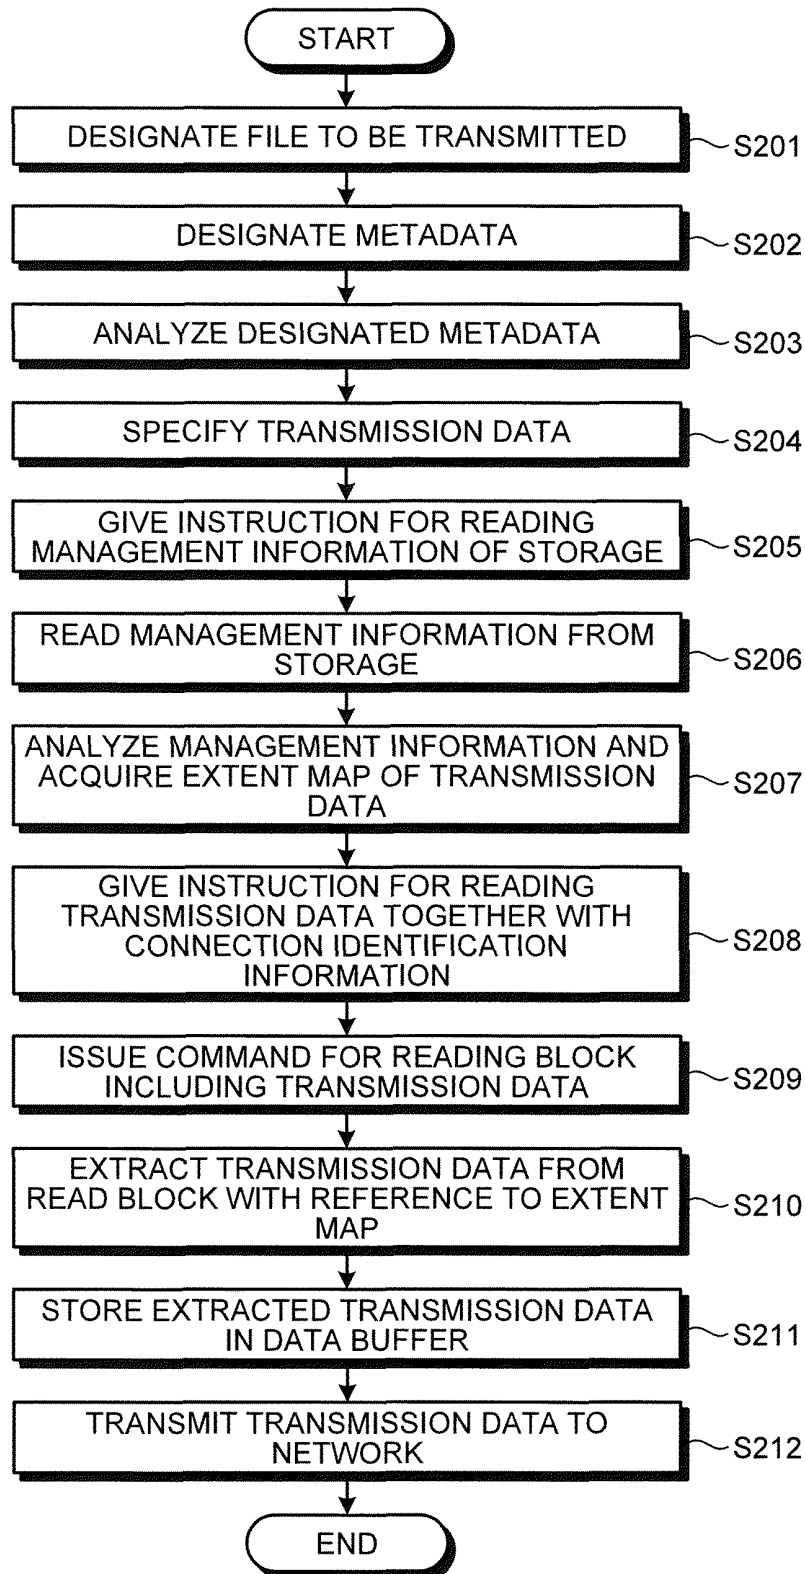 START
DESIGNATE FILE TO BE TRANSMITTED
S201
DESIGNATE METADATA
S202
ANALYZE DESIGNATED METADATA
S203
SPECIFY TRANSMISSION DATA
S204
GIVE INSTRUCTION FOR READING
MANAGEMENT INFORMATION OF STORAGE
S205
READ MANAGEMENT INFORMATION FROM
STORAGE
S206
ANALYZE MANAGEMENT INFORMATION AND
ACQUIRE EXTENT MAP OF TRANSMISSION
DATA
S207
GIVE INSTRUCTION FOR READING
TRANSMISSION DATA TOGETHER WITH
CONNECTION IDENTIFICATION
INFORMATION
S208
ISSUE COMMAND FOR READING BLOCK
INCLUDING TRANSMISSION DATA
S209
EXTRACT TRANSMISSION DATA FROM
READ BLOCK WITH REFERENCE TO EXTENT
MAP
S210
STORE EXTRACTED TRANSMISSION DATA
IN DATA BUFFER
S211
TRANSMIT TRANSMISSION DATA TO
NETWORK
S212
END